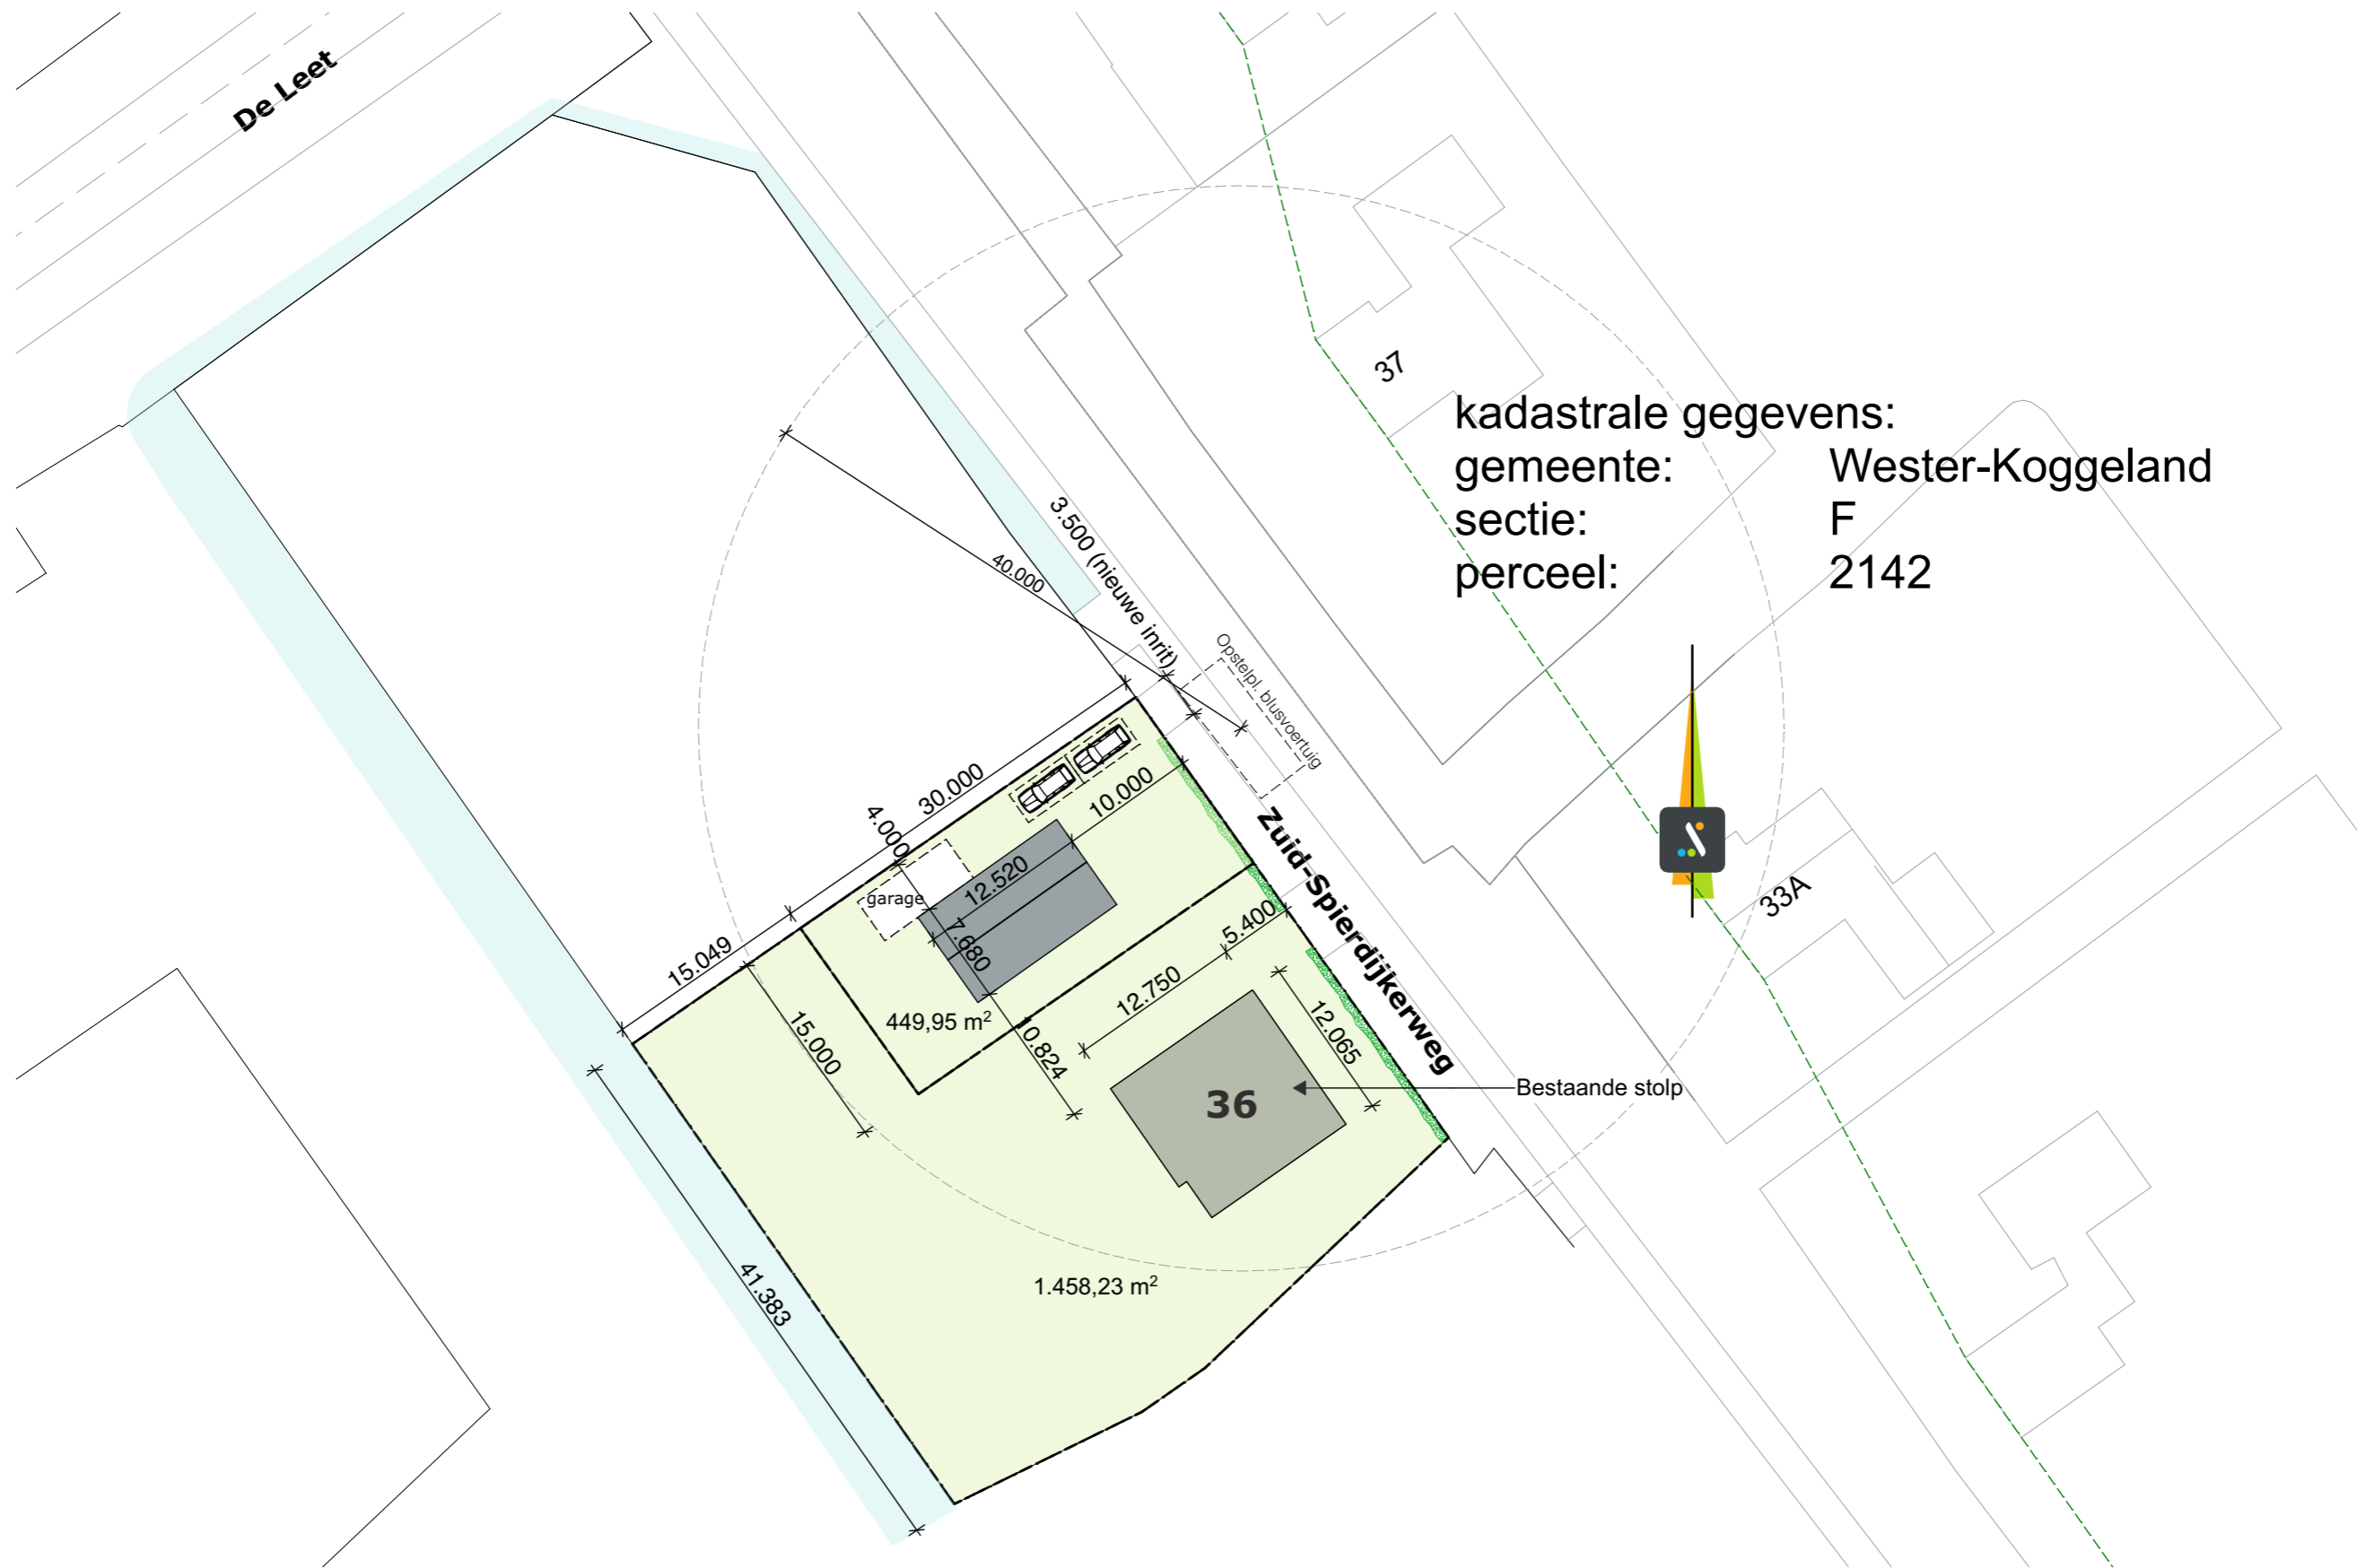 De Leet
37
kadastrale gegevens:
gemeente: Wester-Koggeland
sectie: F
perceel: 2142
3.500 (nieuwe inrit)
40.000
Opstelpl. blusvoertuig
30.000
10.000
4.000
12.520
garage
7.680
Zuid-Spierdijkerweg
33A
15.049
5.400
12.750
449,95 m²
15.000
10.824
12.065
36
Bestaande stolp
41.383
1.458,23 m²